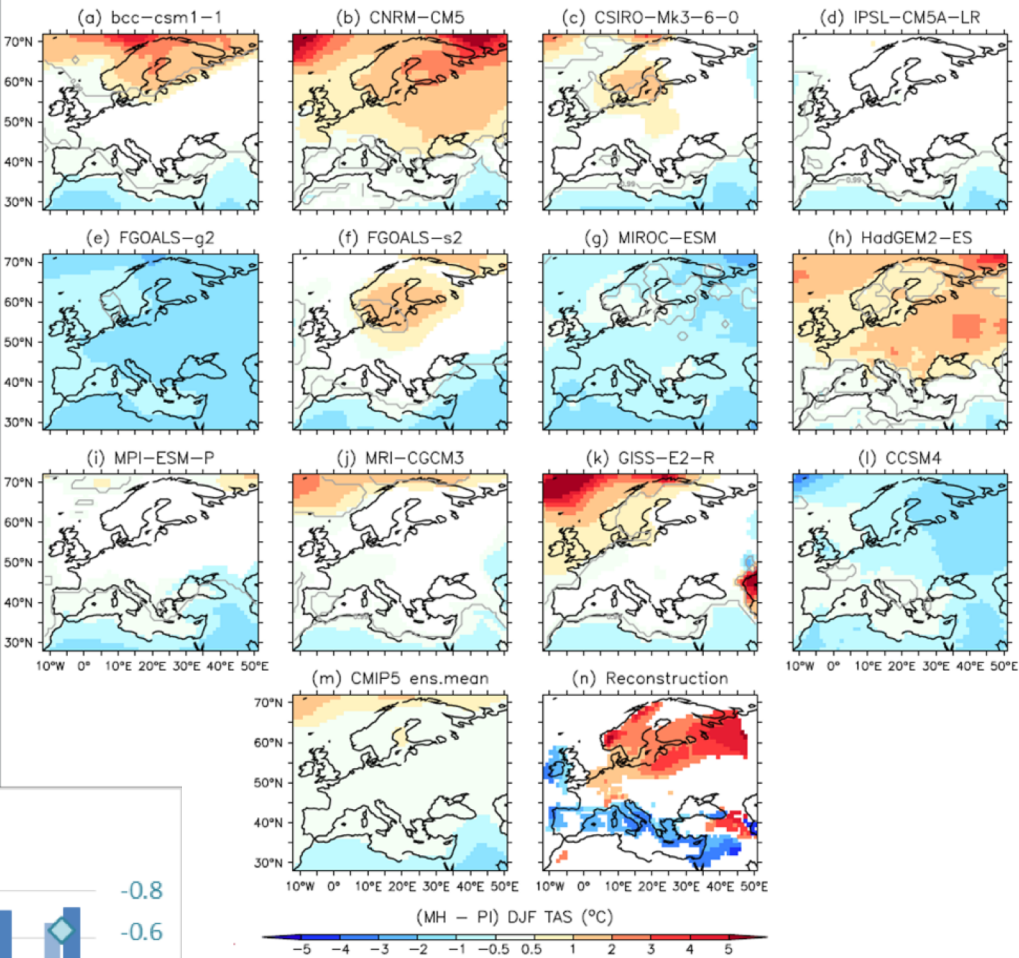 (a) bcc-csm1-1 (b) CNRM-CM5 (c) CSIRO-Mk3-6-0 (d) IPSL-CM5A-LR
70°N
60°N
50°N
40°N
30°N
0.99
0.99
(e) FGOALS-g2 (f) FGOALS-s2 (g) MIROC-ESM (h) HadGEM2-ES
70°N
60°N
50°N
40°N
30°N
(i) MPI-ESM-P (j) MRI-CGCM3 (k) GISS-E2-R (l) CCSM4
70°N
60°N
50°N
40°N
30°N
10°W 0° 10°E 20°E 30°E 40°E 50°E 10°W 0° 10°E 20°E 30°E 40°E 50°E
(m) CMIP5 ens.mean (n) Reconstruction
70°N
60°N
50°N
40°N
30°N
10°W 0° 10°E 20°E 30°E 40°E 50°E 10°W 0° 10°E 20°E 30°E 40°E 50°E
(MH − PI) DJF TAS (°C)
-5 -4 -3 -2 -1 -0.5 0.5 1 2 3 4 5
-0.8
-0.6